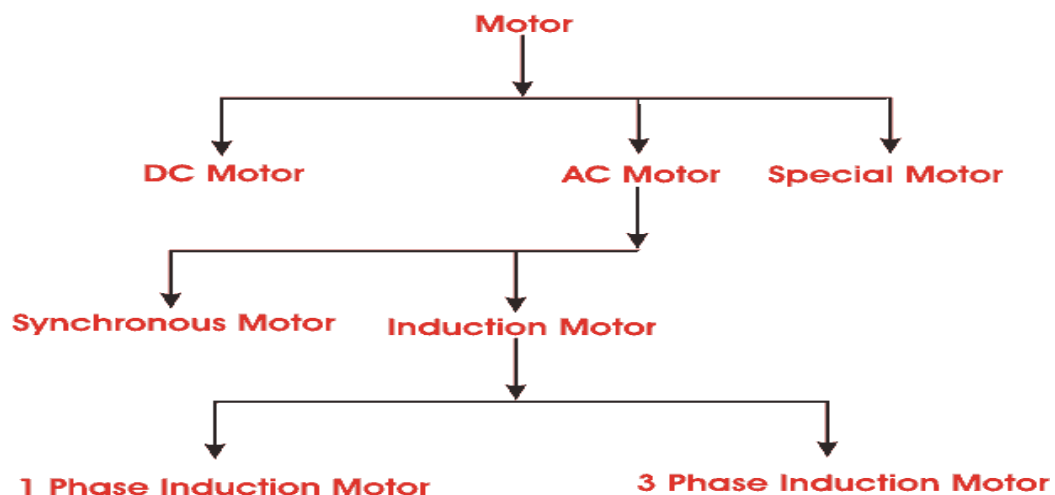 Motor
DC Motor
AC Motor
Special Motor
Synchronous Motor
Induction Motor
1 Phase Induction Motor
3 Phase Induction Motor